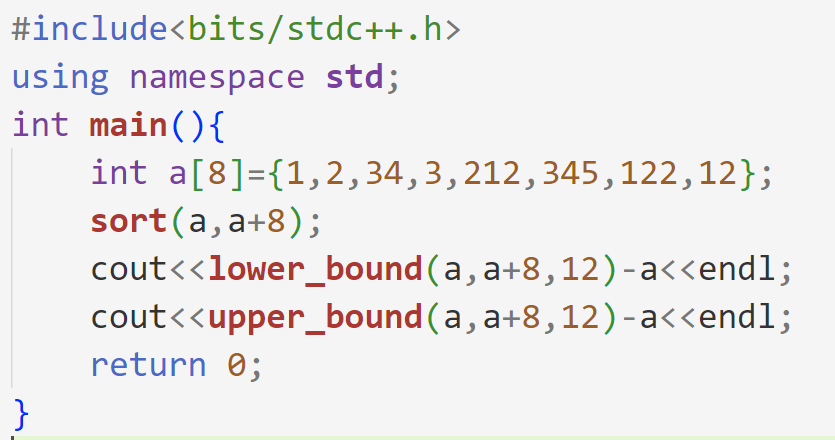 #include<bits/stdc++.h>
using namespace std;
int main(){
    int a[8]={1,2,34,3,212,345,122,12};
    sort(a,a+8);
    cout<<lower_bound(a,a+8,12)-a<<endl;
    cout<<upper_bound(a,a+8,12)-a<<endl;
    return 0;
}